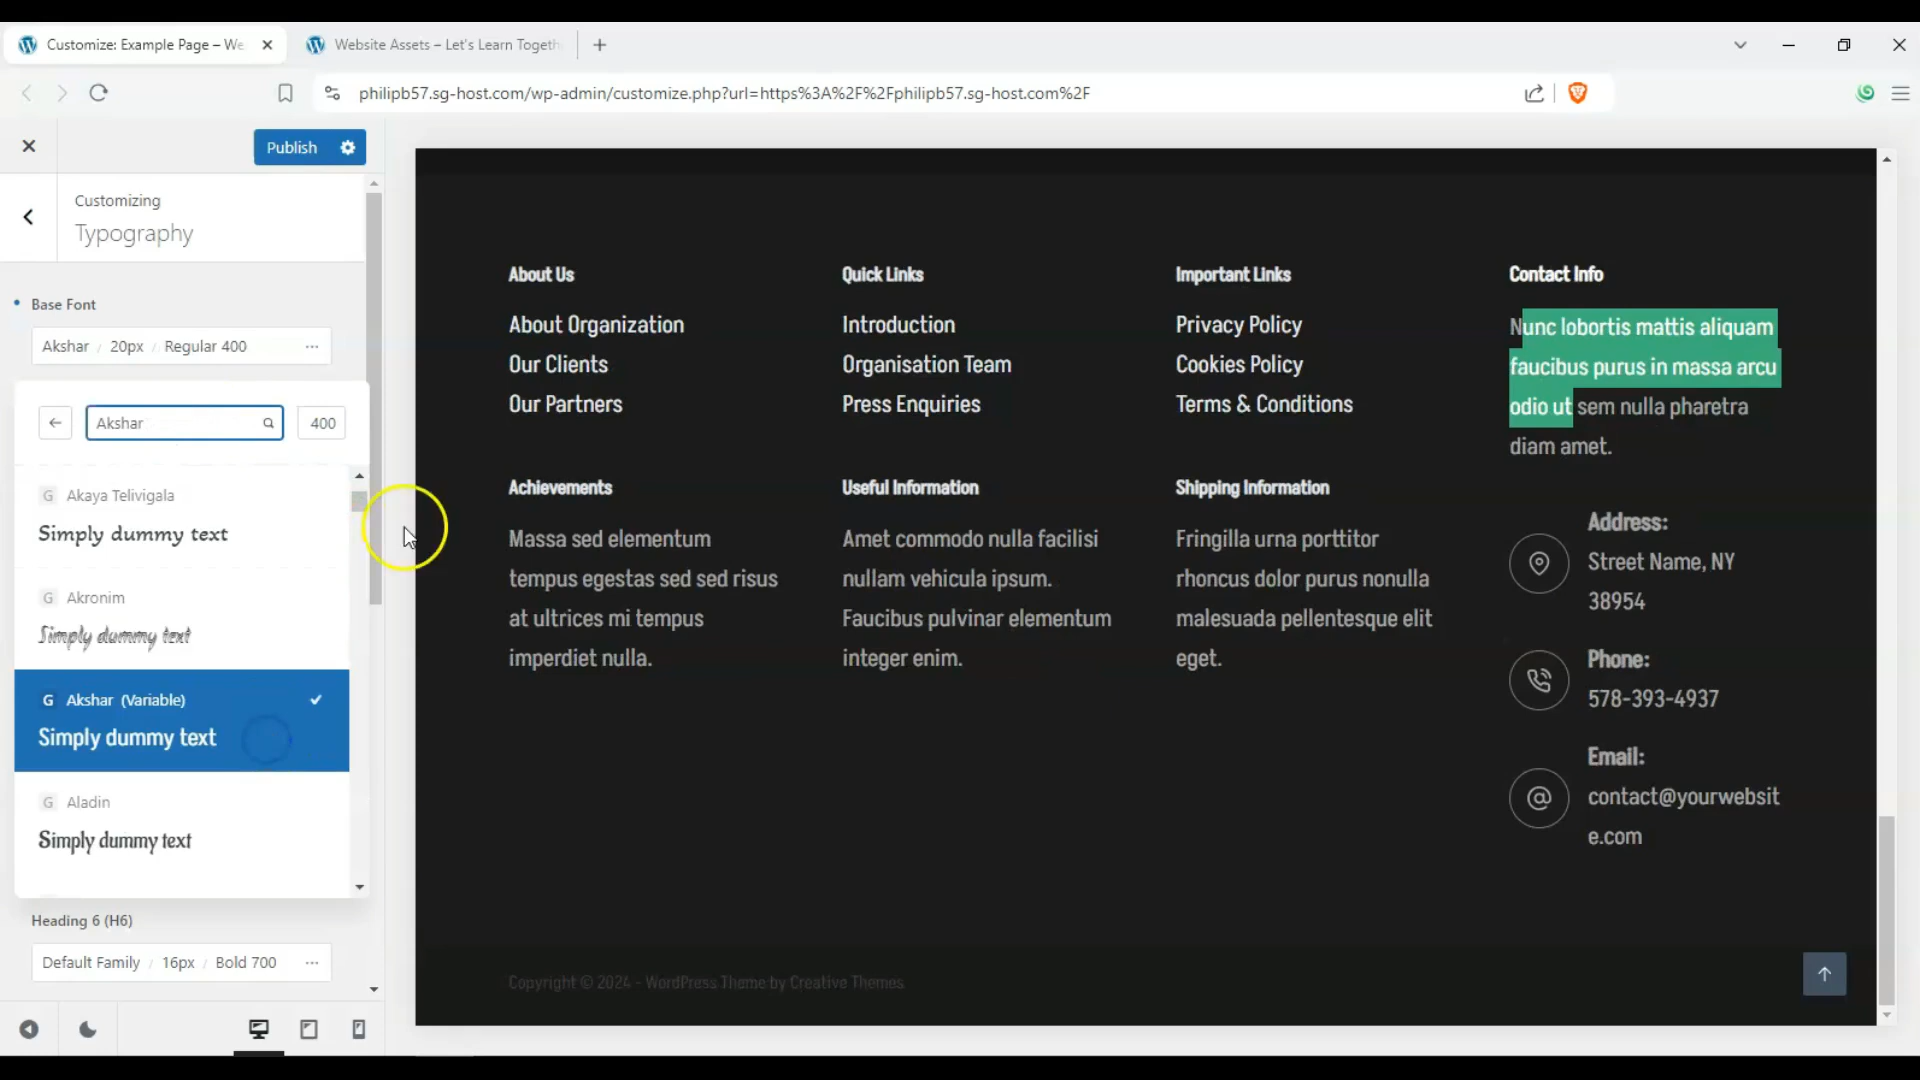 Customize: Example Page – We
Website Assets – Let's Learn Togeth
philipb57.sg-host.com/wp-admin/customize.php?url=https%3A%2F%2Fphilipb57.sg-host.com%2F
Publish
Customizing
Typography
Base Font
Akshar / 20px / Regular 400
Akshar
400
G Akaya Telivigala
Simply dummy text
G Akronim
Simply dummy text
G Akshar (Variable)
Simply dummy text
G Aladin
Simply dummy text
Heading 6 (H6)
Default Family / 16px / Bold 700
About Us
About Organization
Our Clients
Our Partners
Quick Links
Introduction
Organisation Team
Press Enquiries
Important Links
Privacy Policy
Cookies Policy
Terms & Conditions
Contact Info
Nunc lobortis mattis aliquam
faucibus purus in massa arcu
odio ut sem nulla pharetra
diam amet.
Achievements
Massa sed elementum
tempus egestas sed sed risus
at ultrices mi tempus
imperdiet nulla.
Useful Information
Amet commodo nulla facilisi
nullam vehicula ipsum.
Faucibus pulvinar elementum
integer enim.
Shipping Information
Fringilla urna porttitor
rhoncus dolor purus nonulla
malesuada pellentesque elit
eget.
Address:
Street Name, NY
38954
Phone:
578-393-4937
Email:
contact@yourwebsit
e.com
Copyright © 2024 - WordPress Theme by Creative Themes